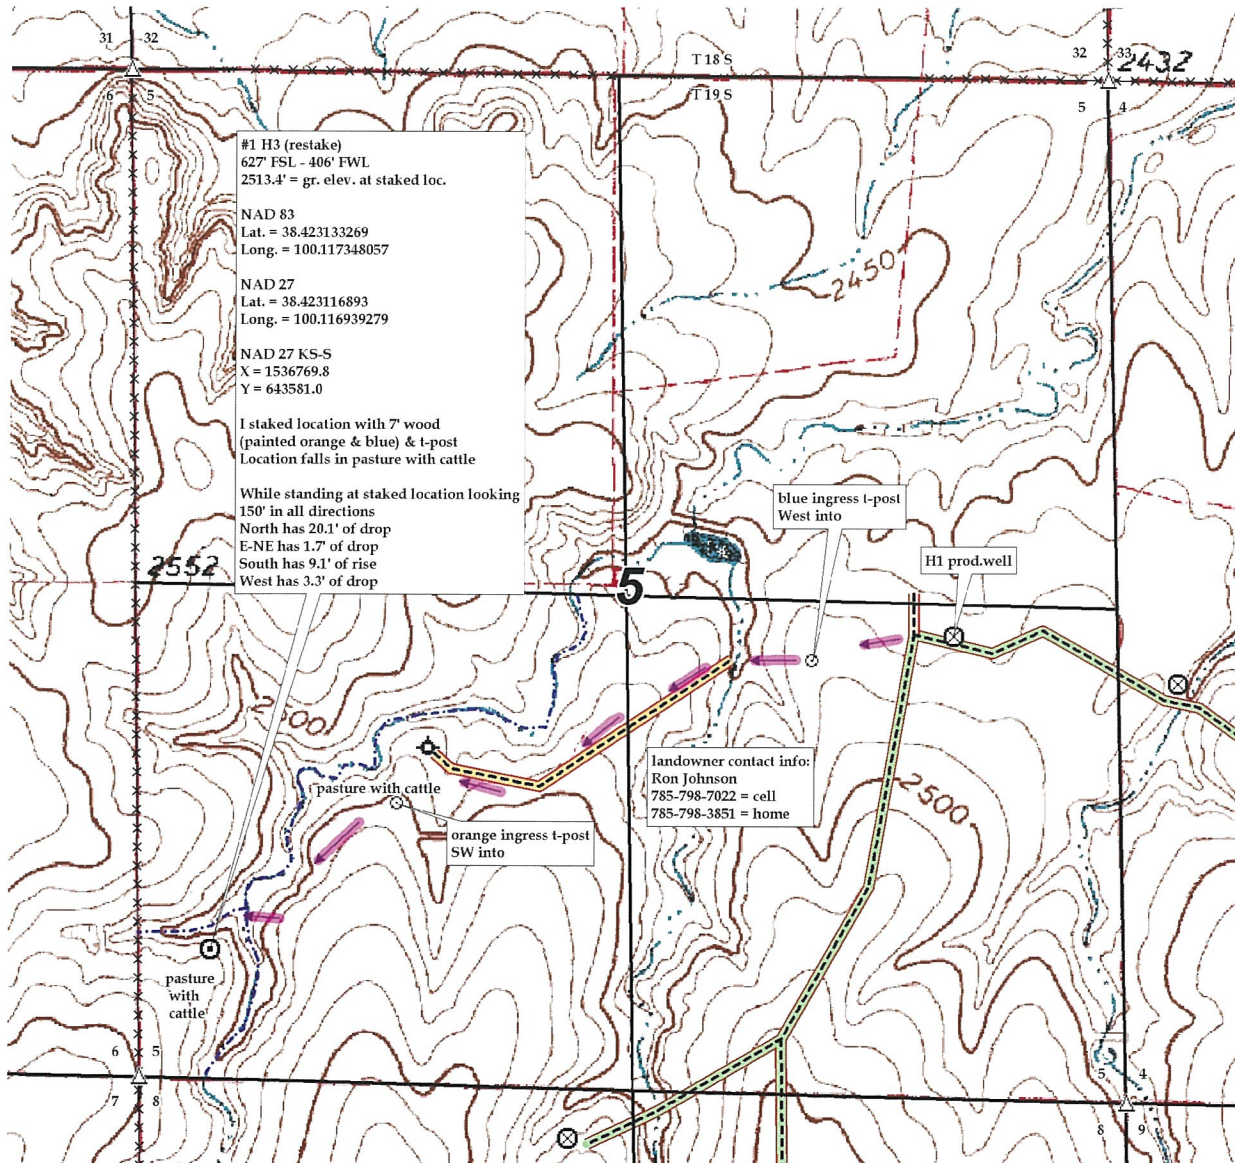 31 32
32 33
2432
T 18 S
T 19 S
6 5
5 4
#1 H3 (restake)
627' FSL - 406' FWL
2513.4' = gr. elev. at staked loc.
NAD 83
Lat. = 38.423133269
Long. = 100.117348057
NAD 27
Lat. = 38.423116893
Long. = 100.116939279
NAD 27 KS-S
X = 1536769.8
Y = 643581.0
I staked location with 7' wood
(painted orange & blue) & t-post
Location falls in pasture with cattle
While standing at staked location looking
150' in all directions
North has 20.1' of drop
E-NE has 1.7' of drop
South has 9.1' of rise
West has 3.3' of drop
2450
blue ingress t-post
West into
H1 prod.well
2552
5
2500
landowner contact info:
Ron Johnson
785-798-7022 = cell
785-798-3851 = home
2500
pasture with cattle
orange ingress t-post
SW into
pasture
with
cattle
6 5
7 8
5 4
8 9